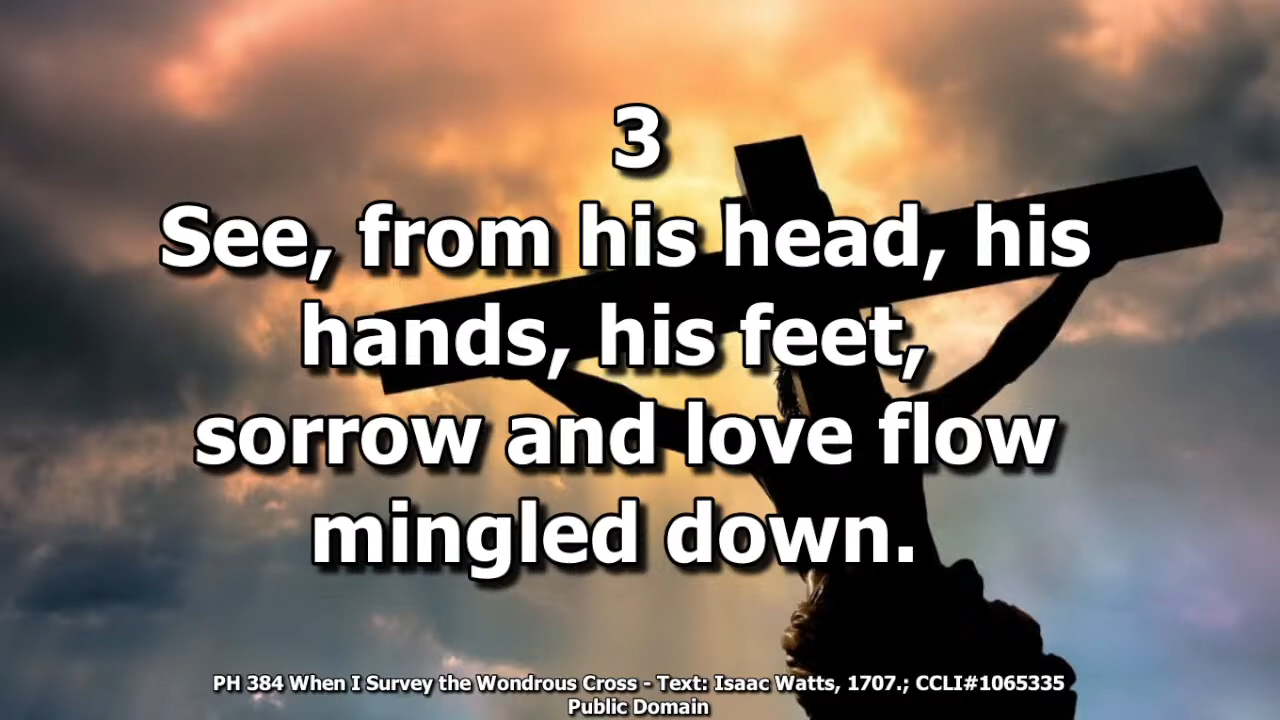 3
See, from his head, his
hands, his feet,
sorrow and love flow
mingled down.
PH 384 When I Survey the Wondrous Cross - Text: Isaac Watts, 1707.; CCLI#1065335
Public Domain